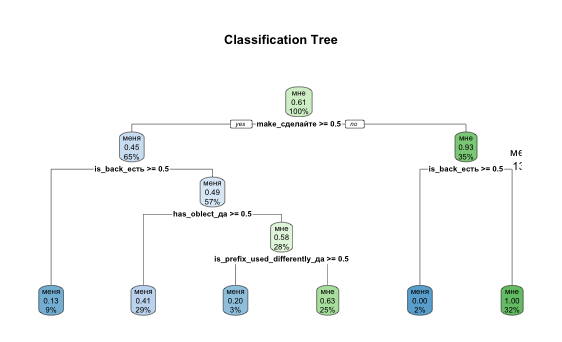 Classification Tree
мне
0.61
100%
yes make_сделайте >= 0.5 no
меня
0.45
65%
мне
0.93
35%
ме
13
is_back_есть >= 0.5
is_back_есть >= 0.5
меня
0.49
57%
has_oblect_да >= 0.5
мне
0.58
28%
is_prefix_used_differently_да >= 0.5
меня
0.13
9%
меня
0.41
29%
меня
0.20
3%
мне
0.63
25%
меня
0.00
2%
мне
1.00
32%